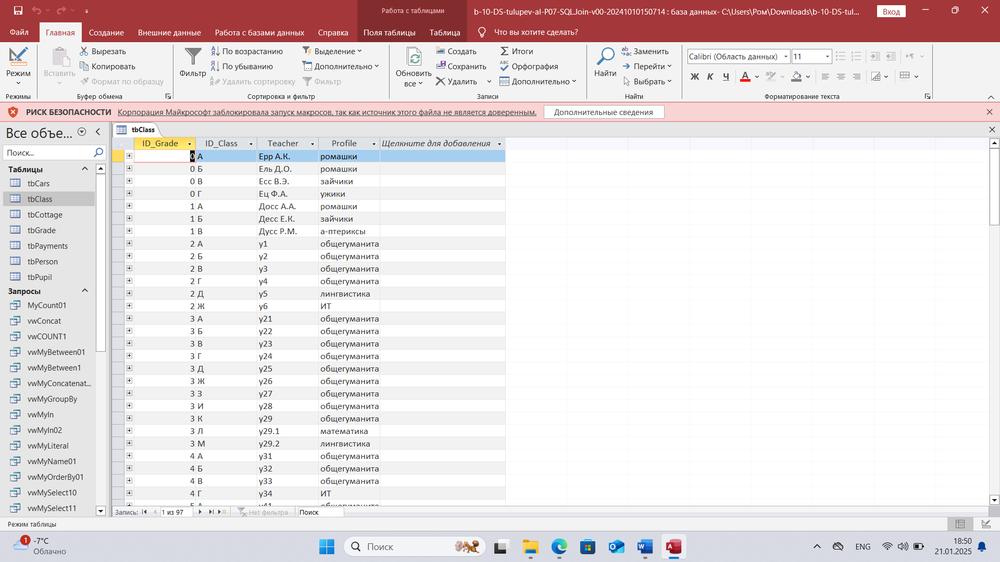 Работа с таблицами
b-10-DS-tulupev-al-P07-SQLJoin-v00-20241010150714 : база данных- C:\Users\Ром\Downloads\b-10-DS-tul...
Вход
Файл Главная Создание Внешние данные Работа с базами данных Справка Поля таблицы Таблица Что вы хотите сделать?
Вырезать По возрастанию Выделение Создать Итоги Заменить Calibri (Область данных) 11
Режим Вставить Копировать Фильтр По убыванию Дополнительно Обновить все Сохранить Орфография Найти Перейти Ж К Ч
Формат по образцу Удалить сортировку Фильтр Удалить Дополнительно Выбрать
Режимы Буфер обмена Сортировка и фильтр Записи Найти Форматирование текста
РИСК БЕЗОПАСНОСТИ Корпорация Майкрософт заблокировала запуск макросов, так как источник этого файла не является доверенным. Дополнительные сведения
Все объе...
Поиск...
Таблицы
tbCars
tbClass
tbCottage
tbGrade
tbPayments
tbPerson
tbPupil
Запросы
MyCount01
vwConcat
vwCOUNT1
vwMyBetween01
vwMyBetween1
vwMyConcatenat...
vwMyGroupBy
vwMyIn
vwMyIn02
vwMyLiteral
vwMyName01
vwMyOrderBy01
vwMySelect10
vwMySelect11
tbClass
ID_Grade ID_Class Teacher Profile Щелкните для добавления
0 А Ерр А.К. ромашки
0 Б Ель Д.О. ромашки
0 В Есс В.Э. зайчики
0 Г Ец Ф.А. ужики
1 А Досс А.А. ромашки
1 Б Десс Е.К. зайчики
1 В Дусс Р.М. а-птериксы
2 А у1 общегуманита
2 Б у2 общегуманита
2 В у3 общегуманита
2 Г у4 общегуманита
2 Д у5 лингвистика
2 Ж у6 ИТ
3 А у21 общегуманита
3 Б у22 общегуманита
3 В у23 общегуманита
3 Г у24 общегуманита
3 Д у25 общегуманита
3 Ж у26 общегуманита
3 З у27 общегуманита
3 И у28 общегуманита
3 К у29 общегуманита
3 Л у29.1 математика
3 М у29.2 лингвистика
4 А у31 общегуманита
4 Б у32 общегуманита
4 В у33 общегуманита
4 Г у34 ИТ
5 А у41 общегуманита
Запись: 1 из 97 Нет фильтра Поиск
Режим таблицы
1 -7°C
Облачно
Поиск
ENG
18:50
21.01.2025